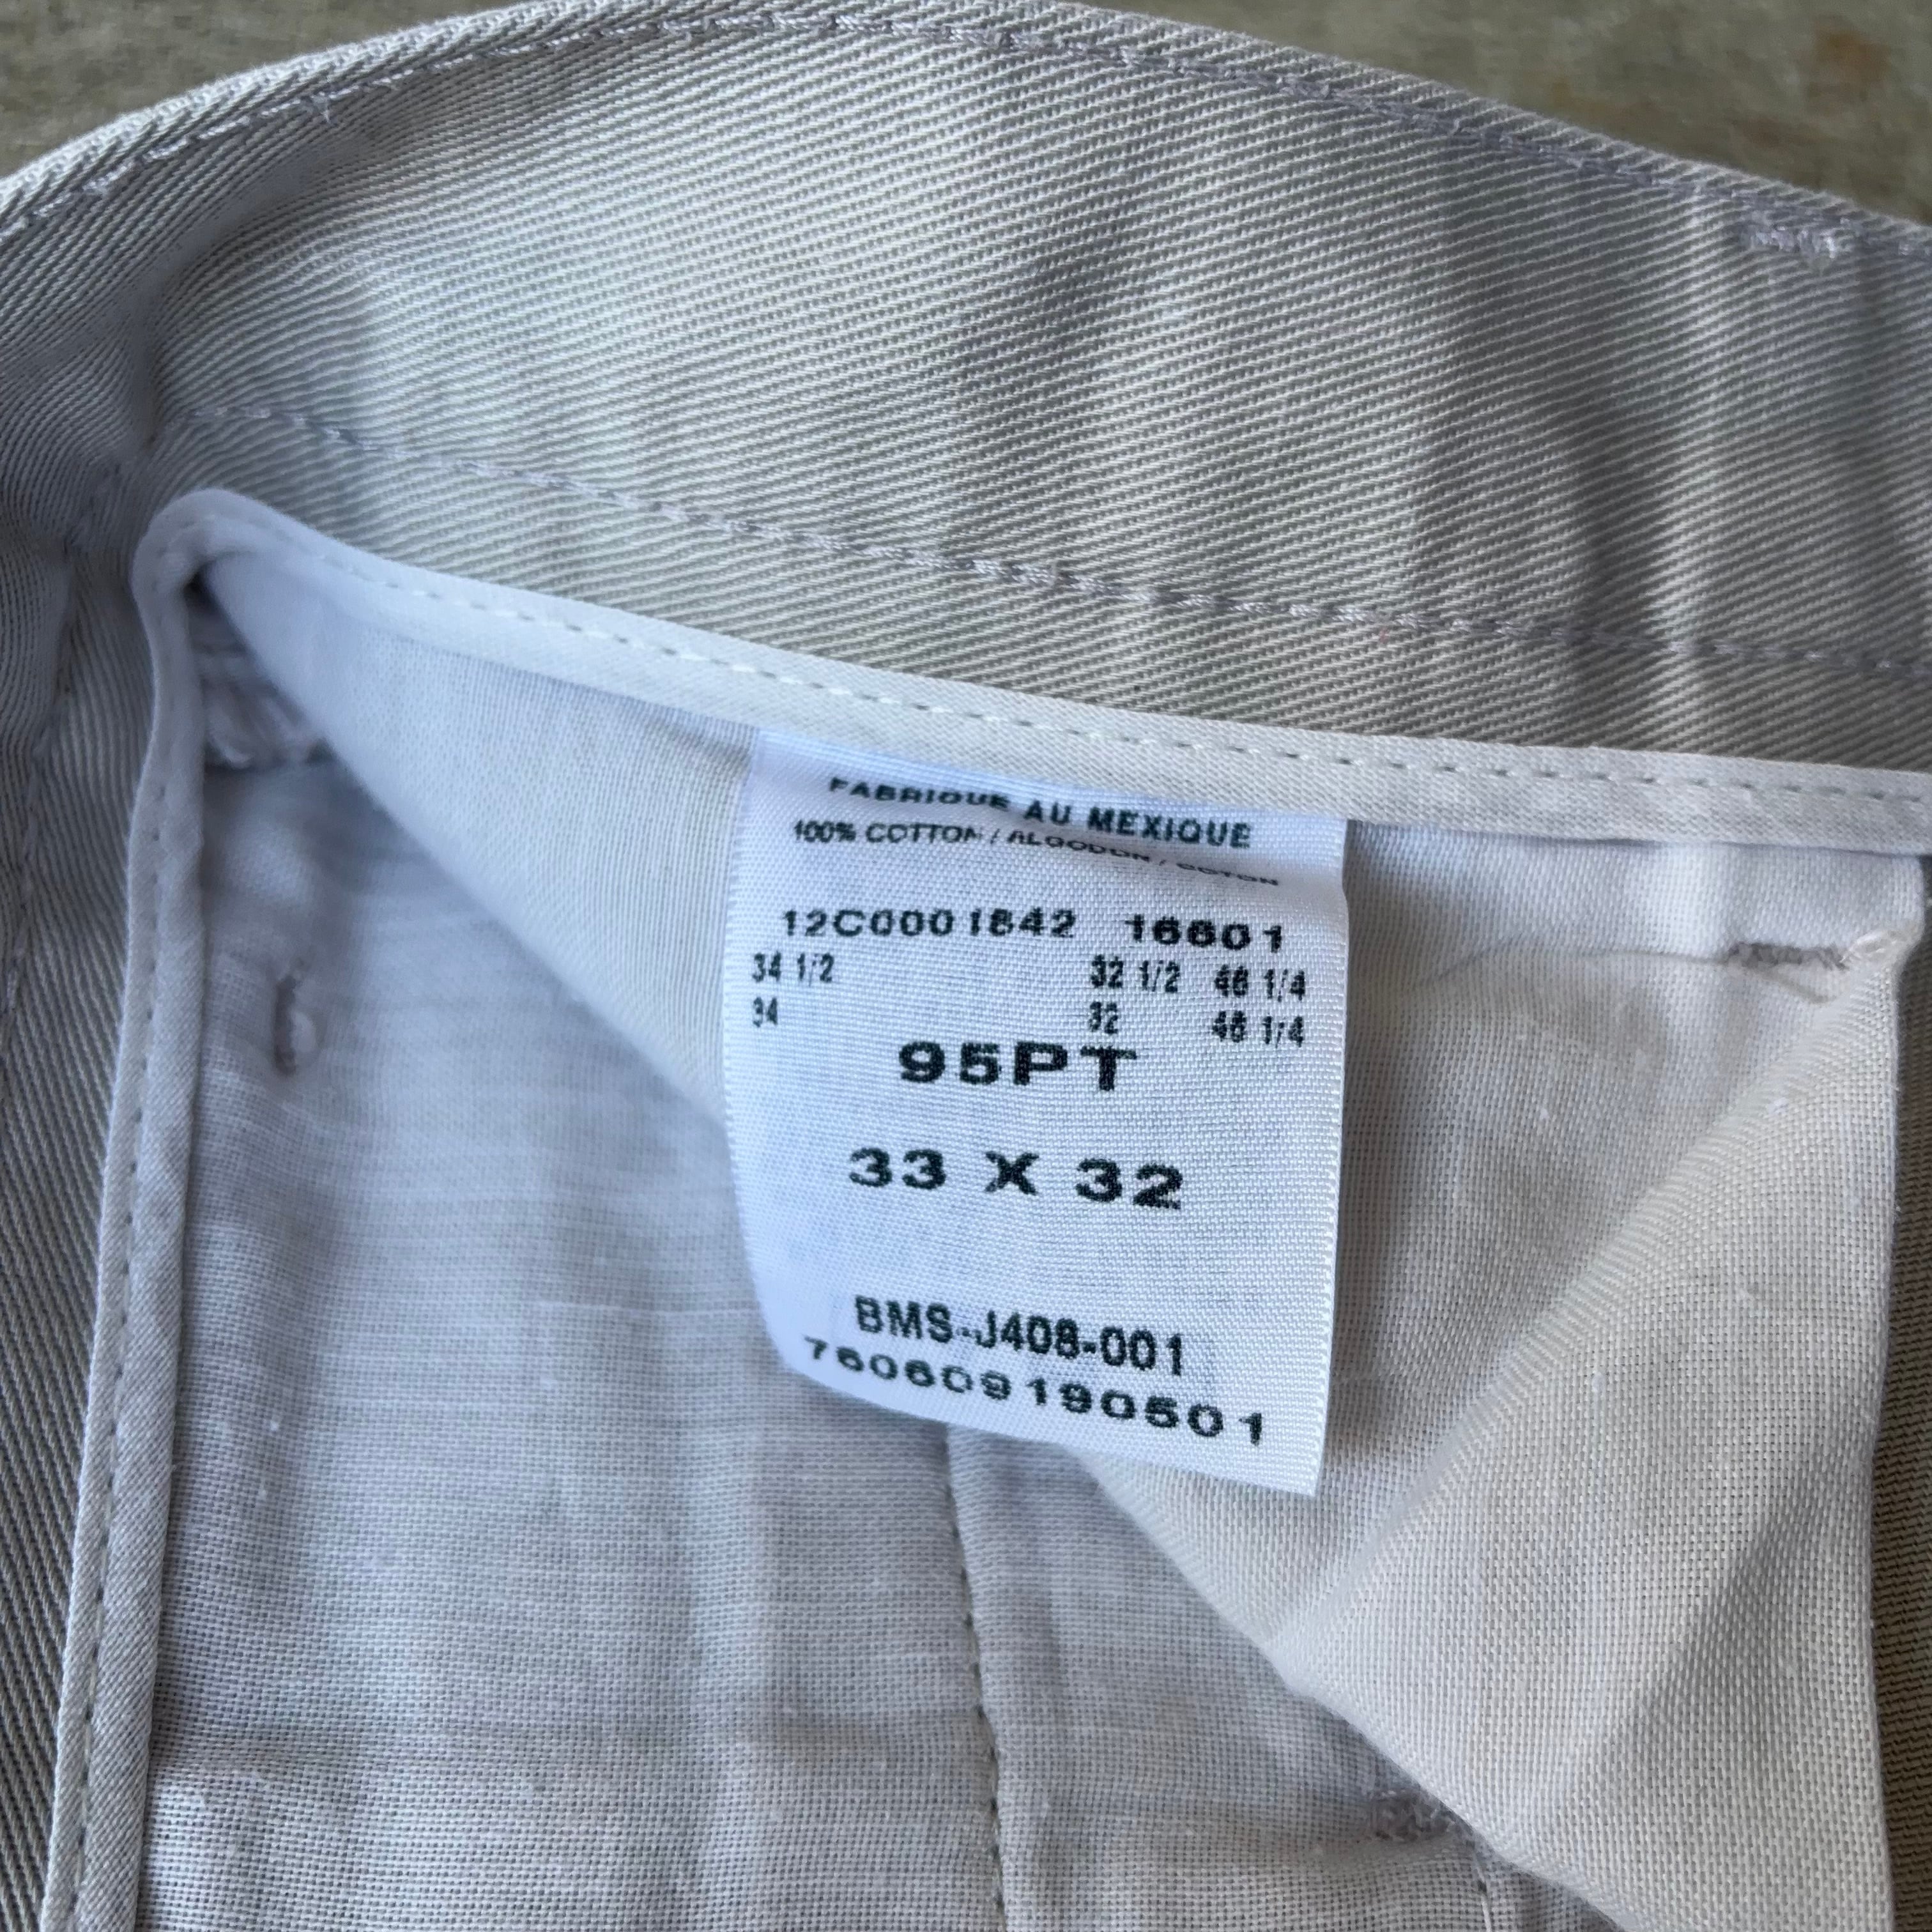 FABRIQUE AU MEXIQUE
100% COTTON / ALGODON / COTON
12C0001842 16601
34 1/2 32 1/2 46 1/4
34 32 46 1/4
95PT
33 X 32
BMS-J408-001
760609190501